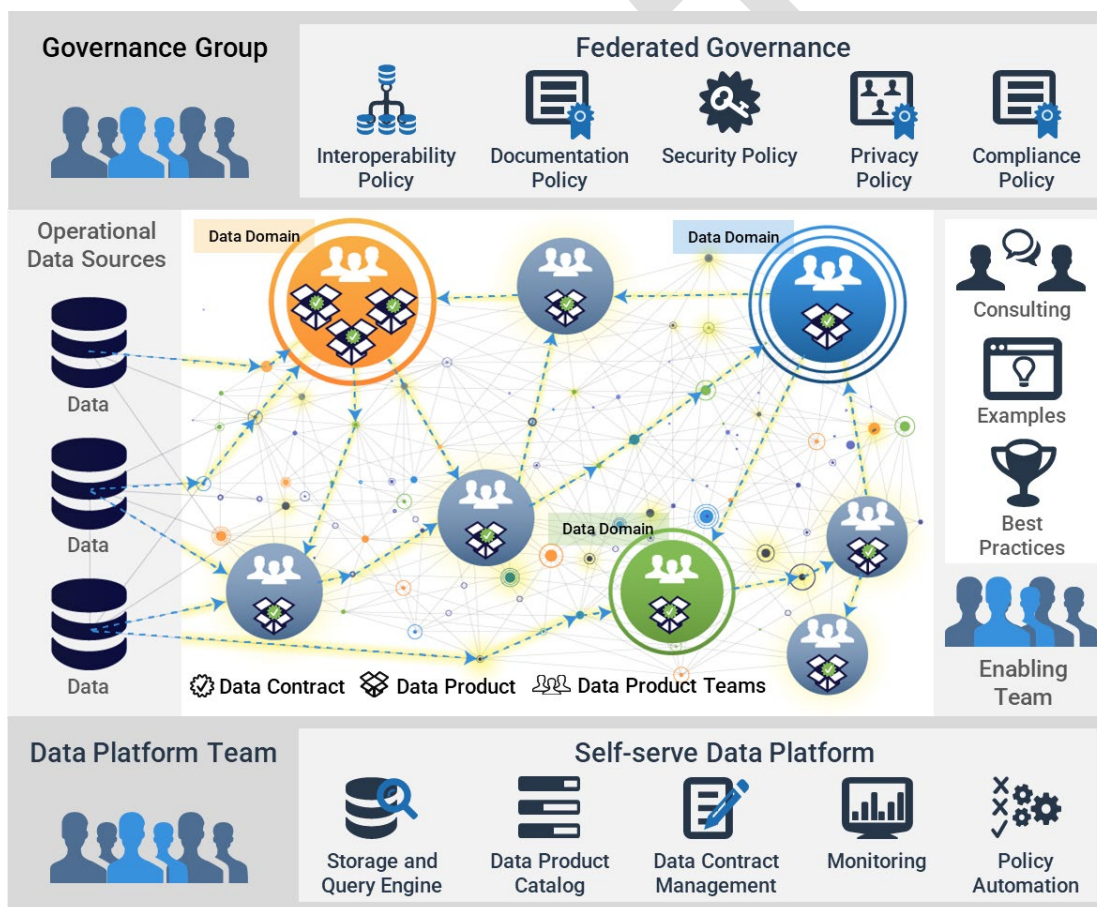 Governance Group
Federated Governance
Interoperability
Policy
Documentation
Policy
Security Policy
Privacy
Policy
Compliance
Policy
Operational
Data Sources
Data
Data
Data
Data Domain
Data Domain
Data Domain
Data Contract
Data Product
Data Product Teams
Consulting
Examples
Best
Practices
Enabling
Team
Data Platform Team
Self-serve Data Platform
Storage and
Query Engine
Data Product
Catalog
Data Contract
Management
Monitoring
Policy
Automation